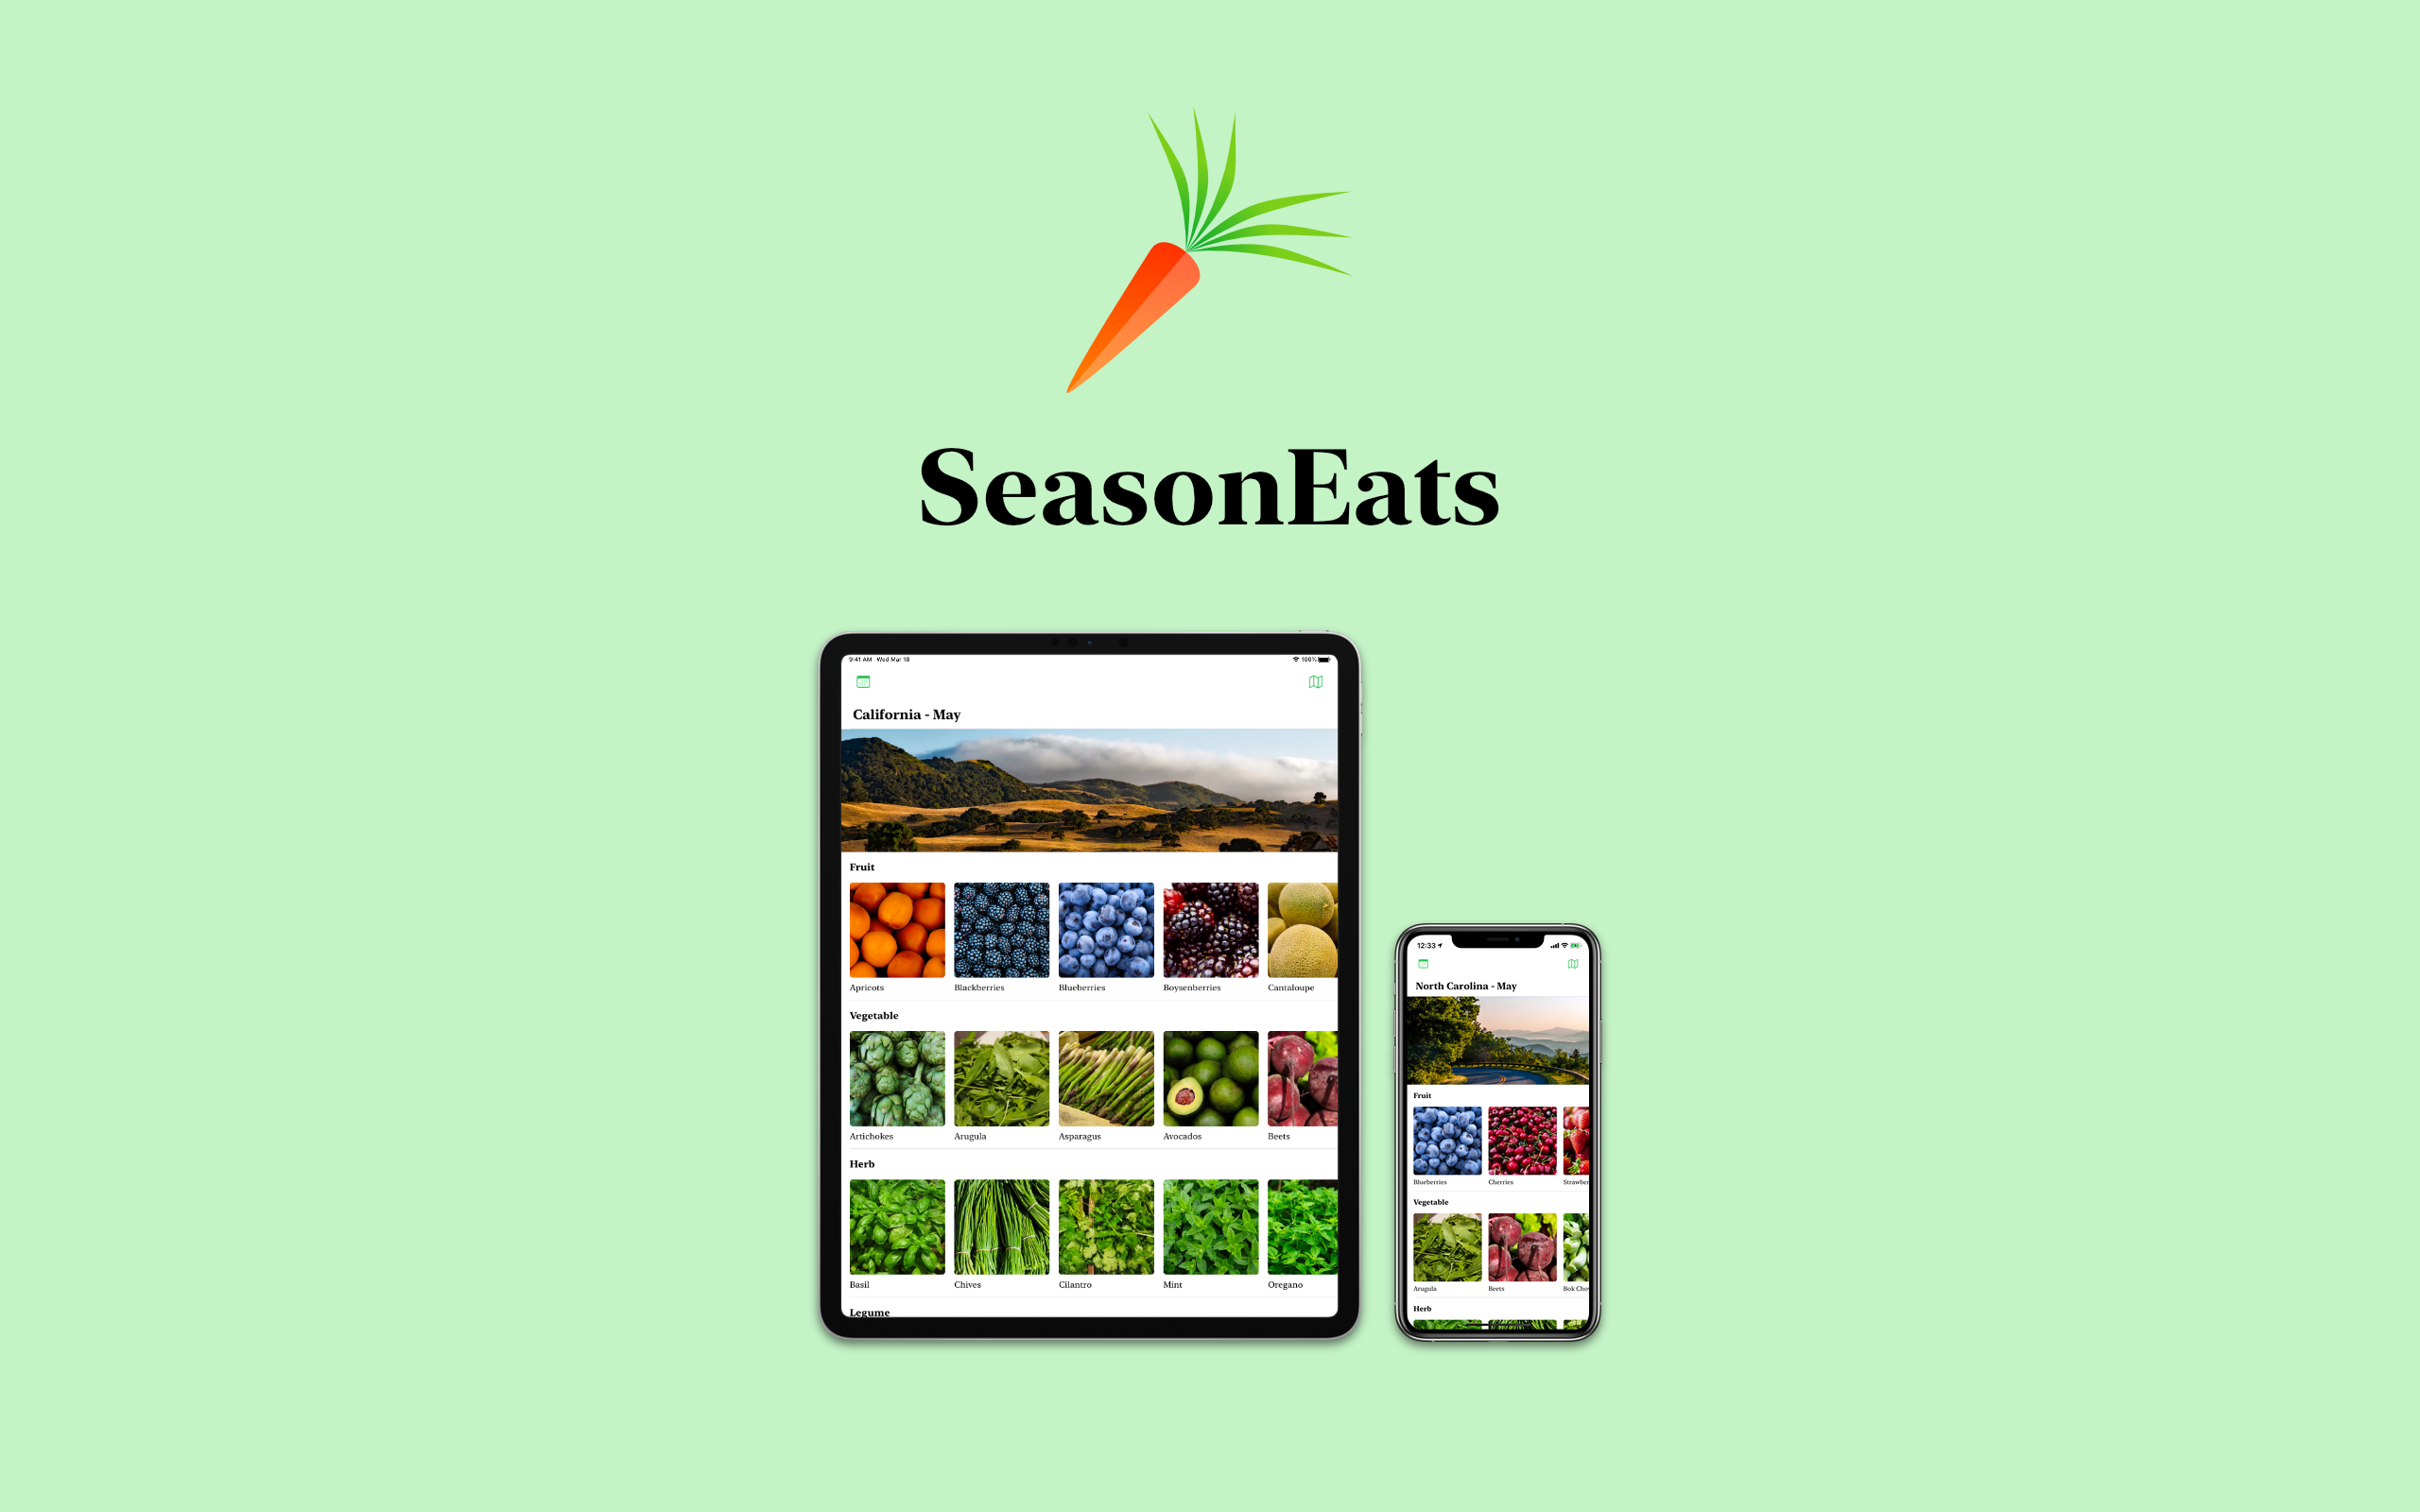 SeasonEats
9:41 AM Wed Mar 18
100%
California - May
Fruit
Apricots Blackberries Blueberries Boysenberries Cantaloupe
Vegetable
Artichokes Arugula Asparagus Avocados Beets
Herb
Basil Chives Cilantro Mint Oregano
Legume
12:33
North Carolina - May
Fruit
Blueberries Cherries Strawber
Vegetable
Arugula Beets Bok Cho
Herb